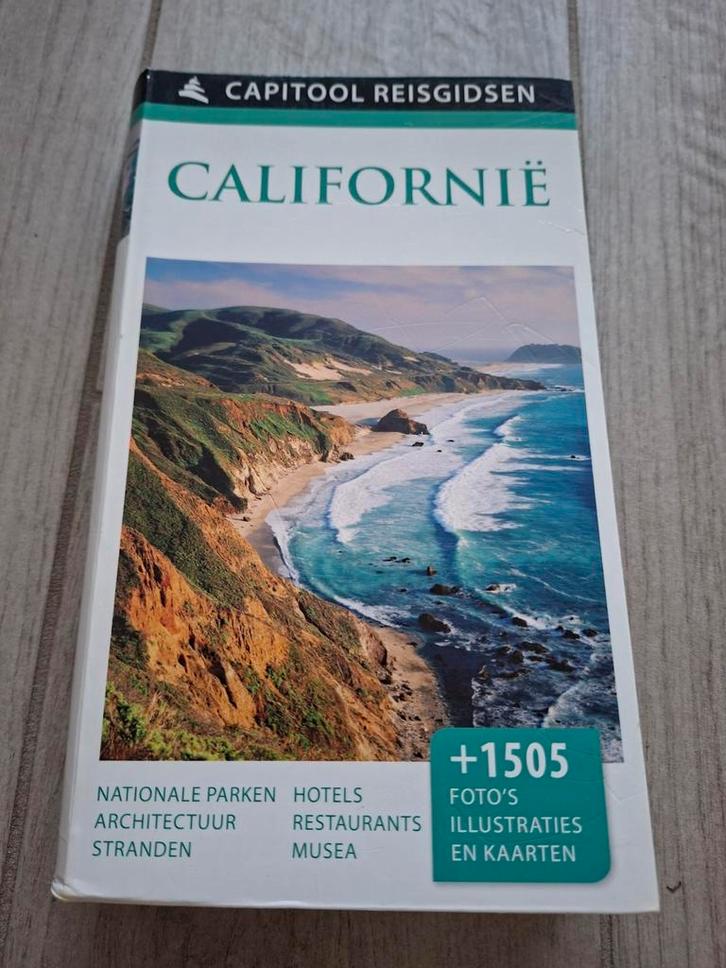 CAPITOOL REISGIDSEN
CALIFORNIË
NATIONALE PARKEN
ARCHITECTUUR
STRANDEN
HOTELS
RESTAURANTS
MUSEA
+1505
FOTO'S
ILLUSTRATIES
EN KAARTEN